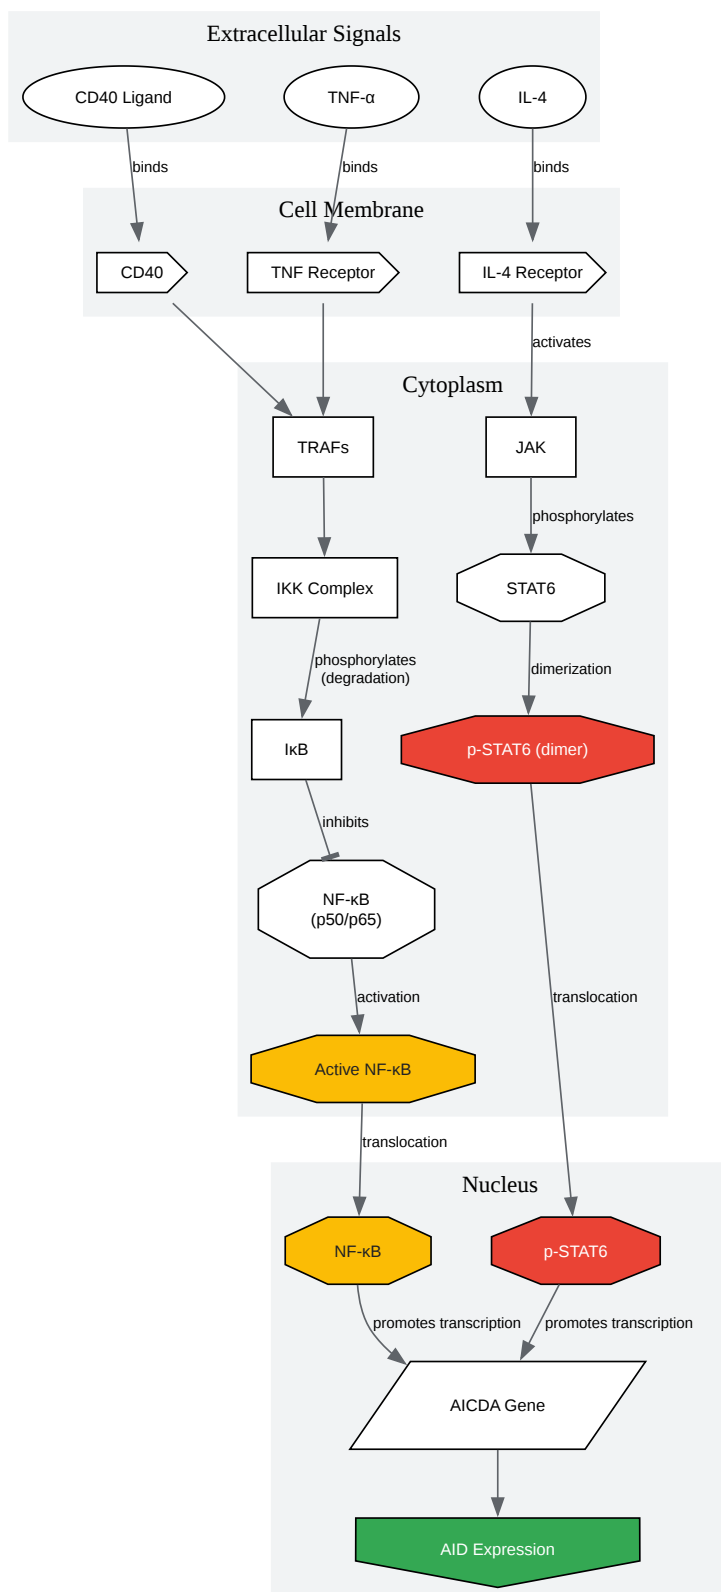 Extracellular Signals
CD40 Ligand
TNF-α
IL-4
binds
binds
binds
Cell Membrane
CD40
TNF Receptor
IL-4 Receptor
activates
Cytoplasm
TRAFs
JAK
phosphorylates
IKK Complex
STAT6
phosphorylates
(degradation)
dimerization
IκB
p-STAT6 (dimer)
inhibits
NF-κB
(p50/p65)
activation
translocation
Active NF-κB
translocation
Nucleus
NF-κB
p-STAT6
promotes transcription
promotes transcription
AICDA Gene
AID Expression